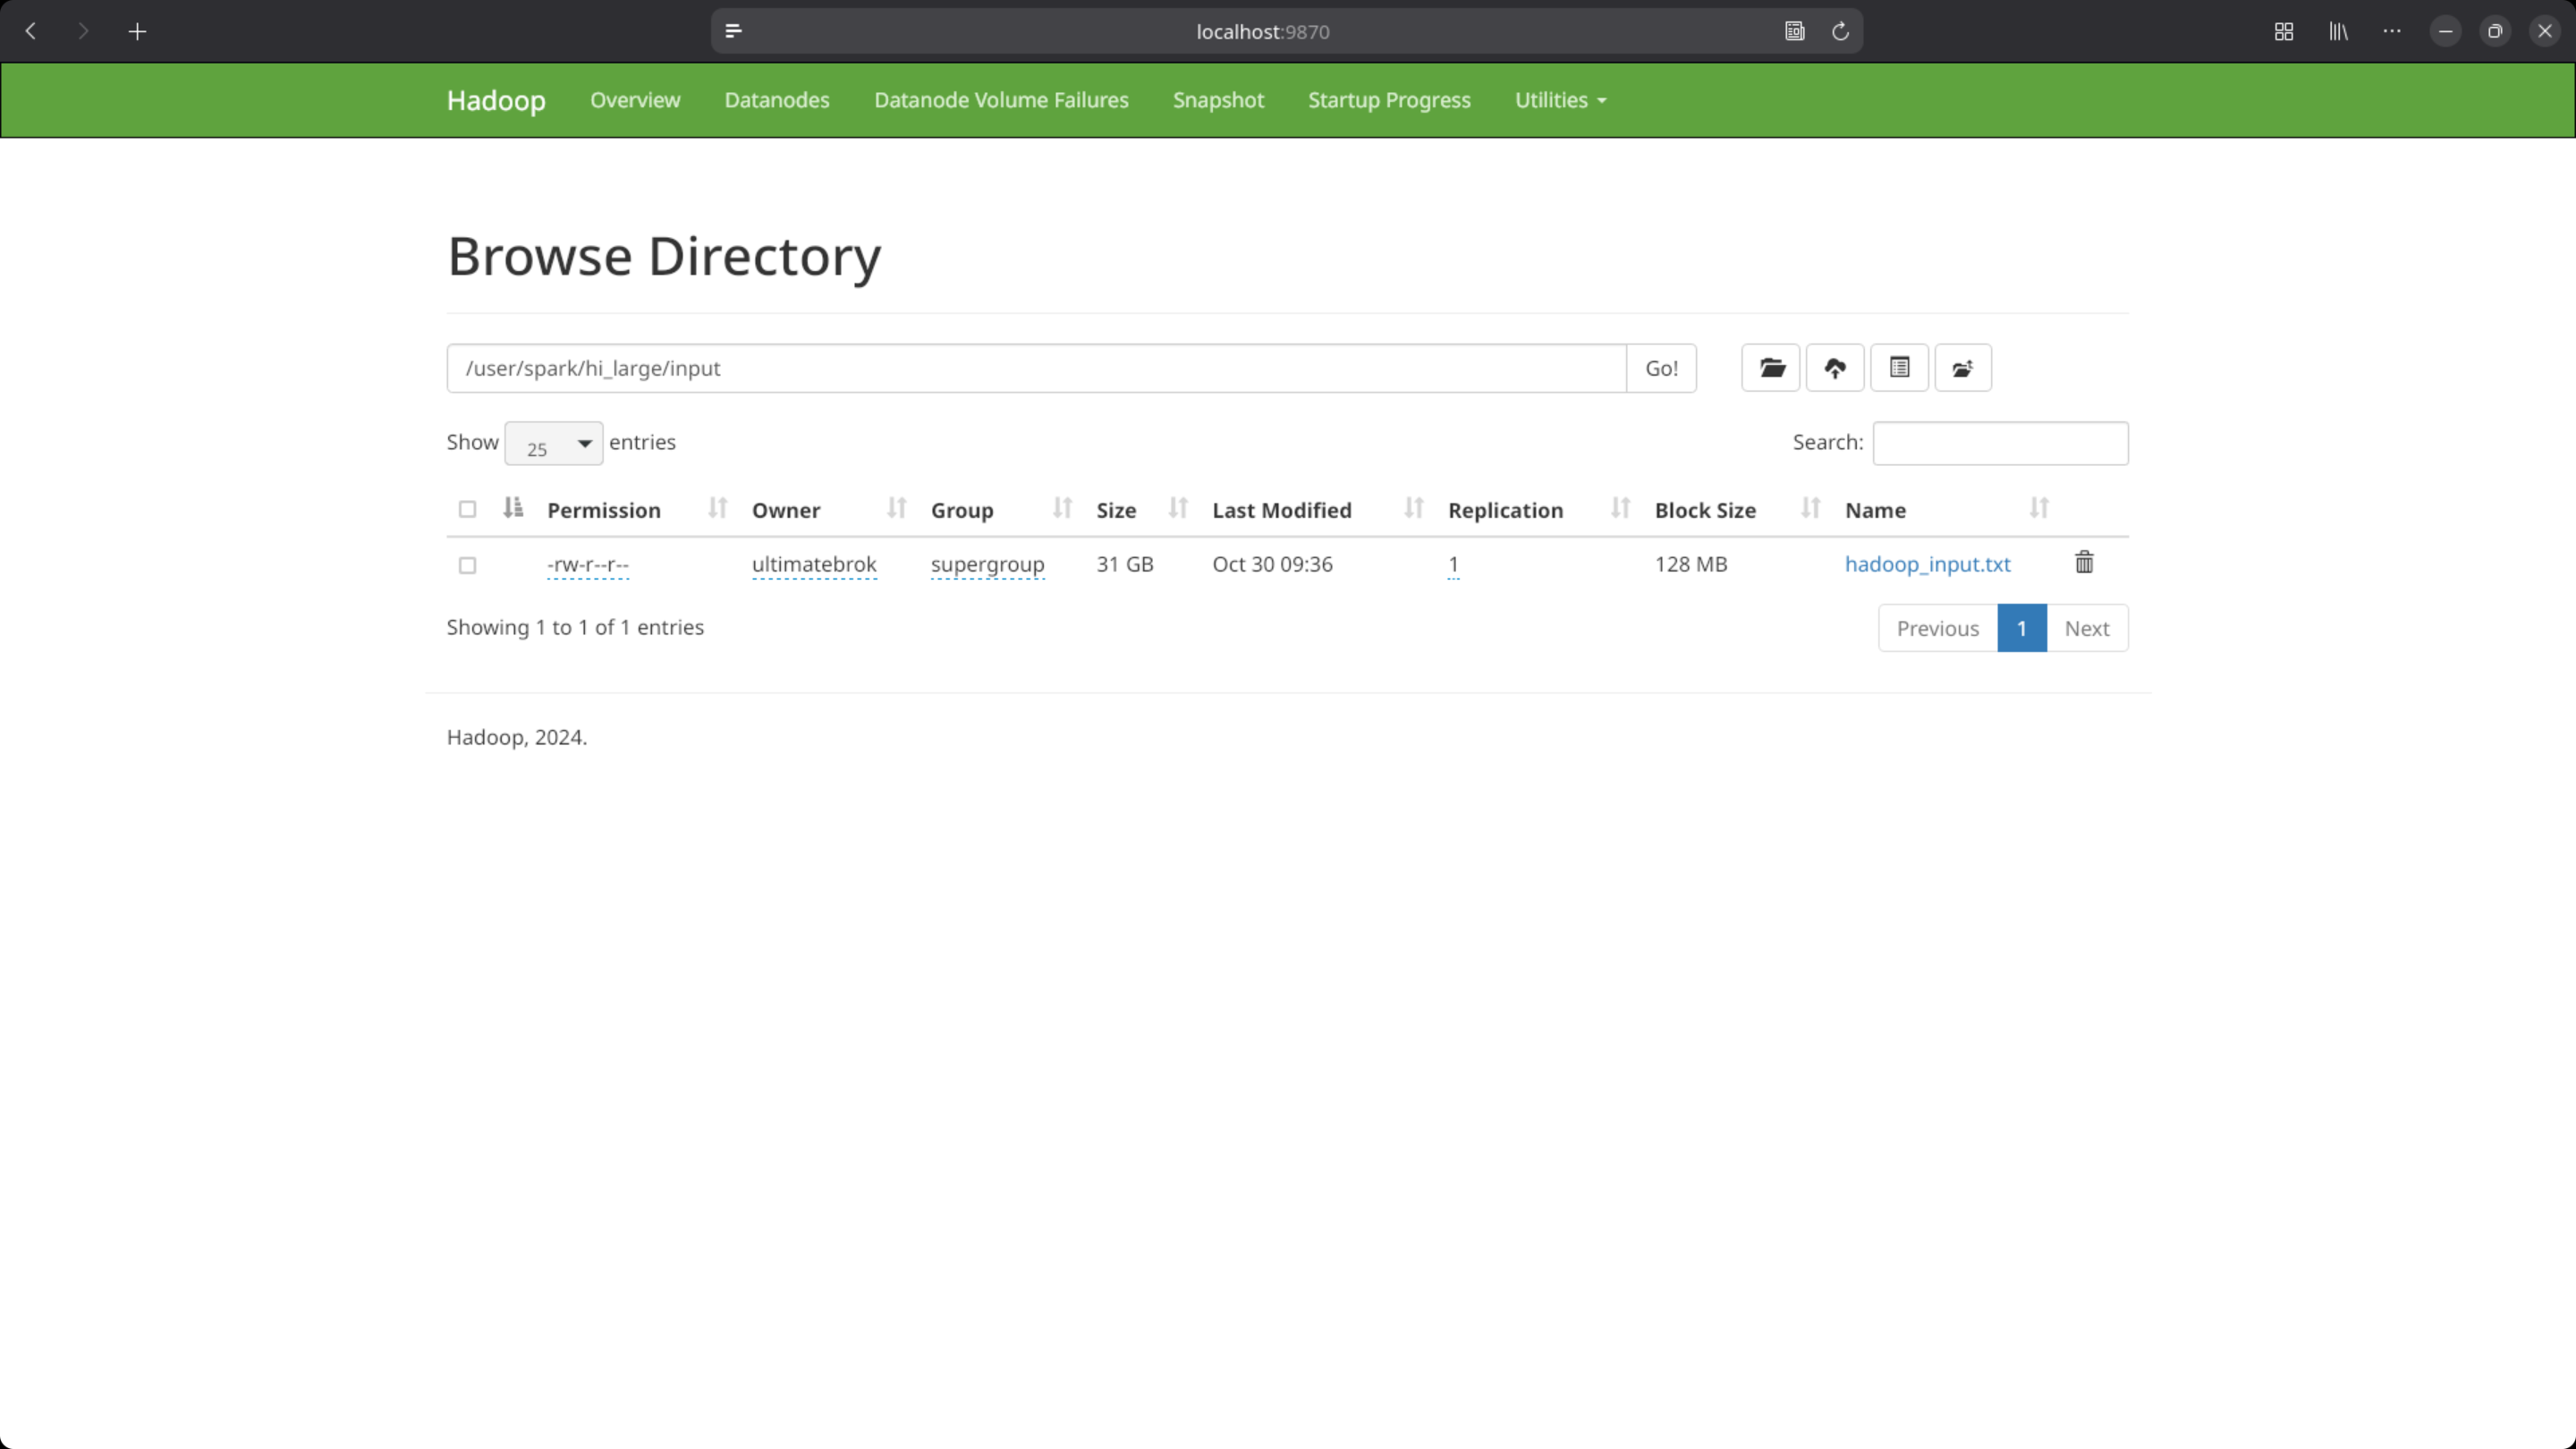 localhost:9870
Hadoop Overview Datanodes Datanode Volume Failures Snapshot Startup Progress Utilities
Browse Directory
/user/spark/hi_large/input Go!
Show 25 entries Search:
Permission Owner Group Size Last Modified Replication Block Size Name
-rw-r--r-- ultimatebrok supergroup 31 GB Oct 30 09:36 1 128 MB hadoop_input.txt
Showing 1 to 1 of 1 entries Previous 1 Next
Hadoop, 2024.